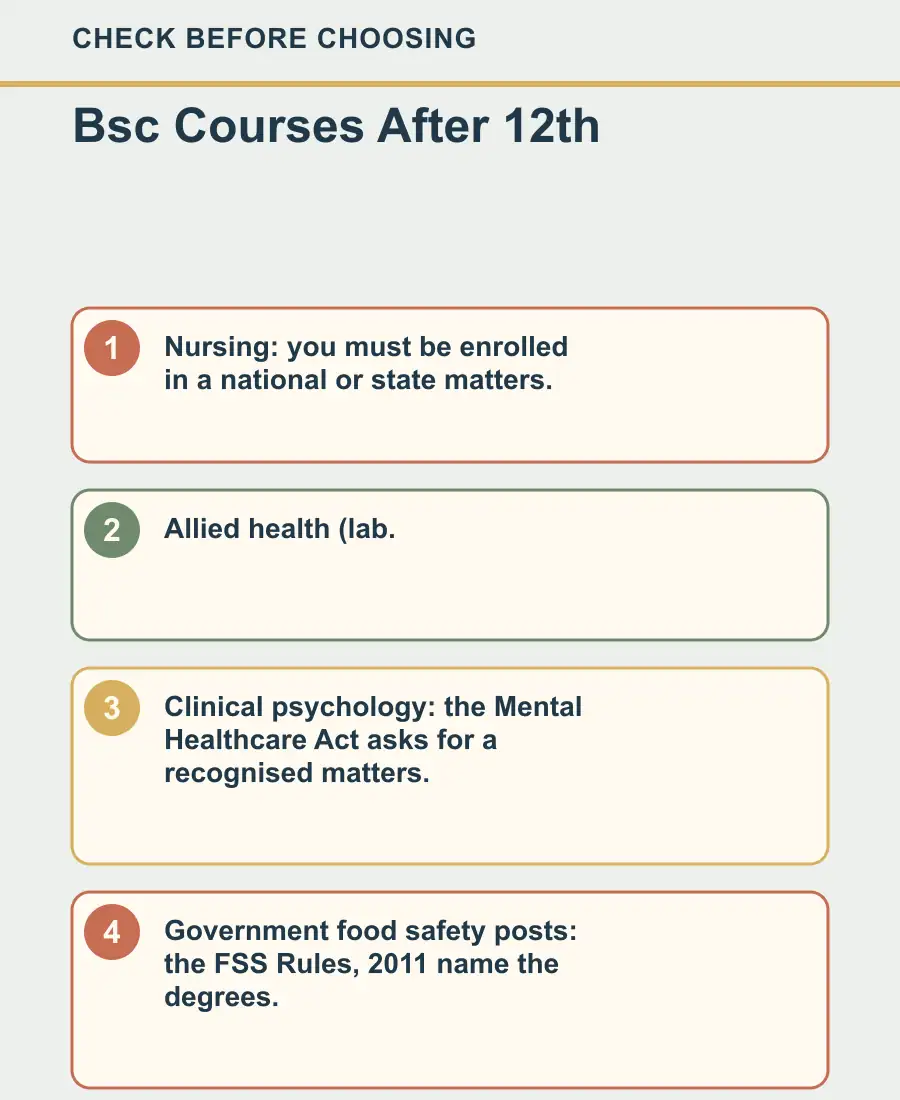 CHECK BEFORE CHOOSING
Bsc Courses After 12th
1
Nursing: you must be enrolled
in a national or state matters.
2
Allied health (lab.
3
Clinical psychology: the Mental
Healthcare Act asks for a
recognised matters.
4
Government food safety posts:
the FSS Rules, 2011 name the
degrees.